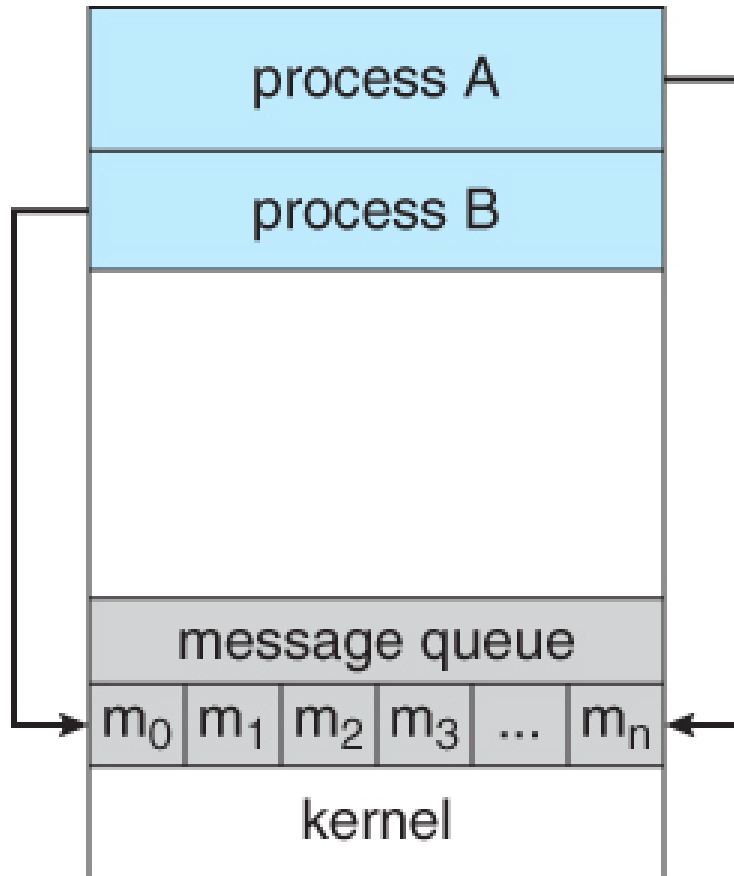 process A
process B
message queue
m₀ m₁ m₂ m₃ ... mₙ
kernel